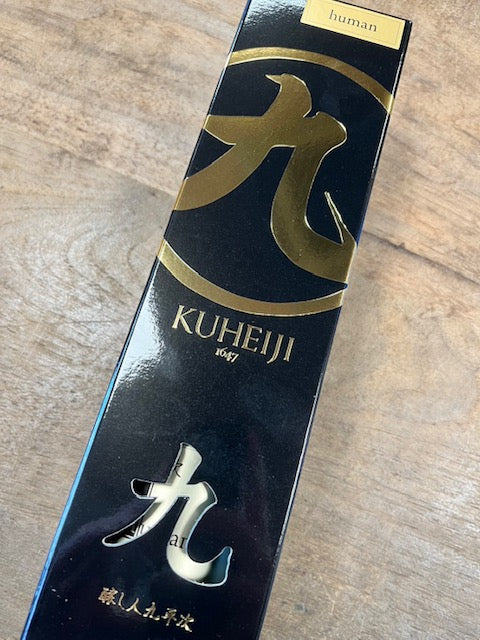 human
九
KUHEIJI
1647
九
醸し人九平次